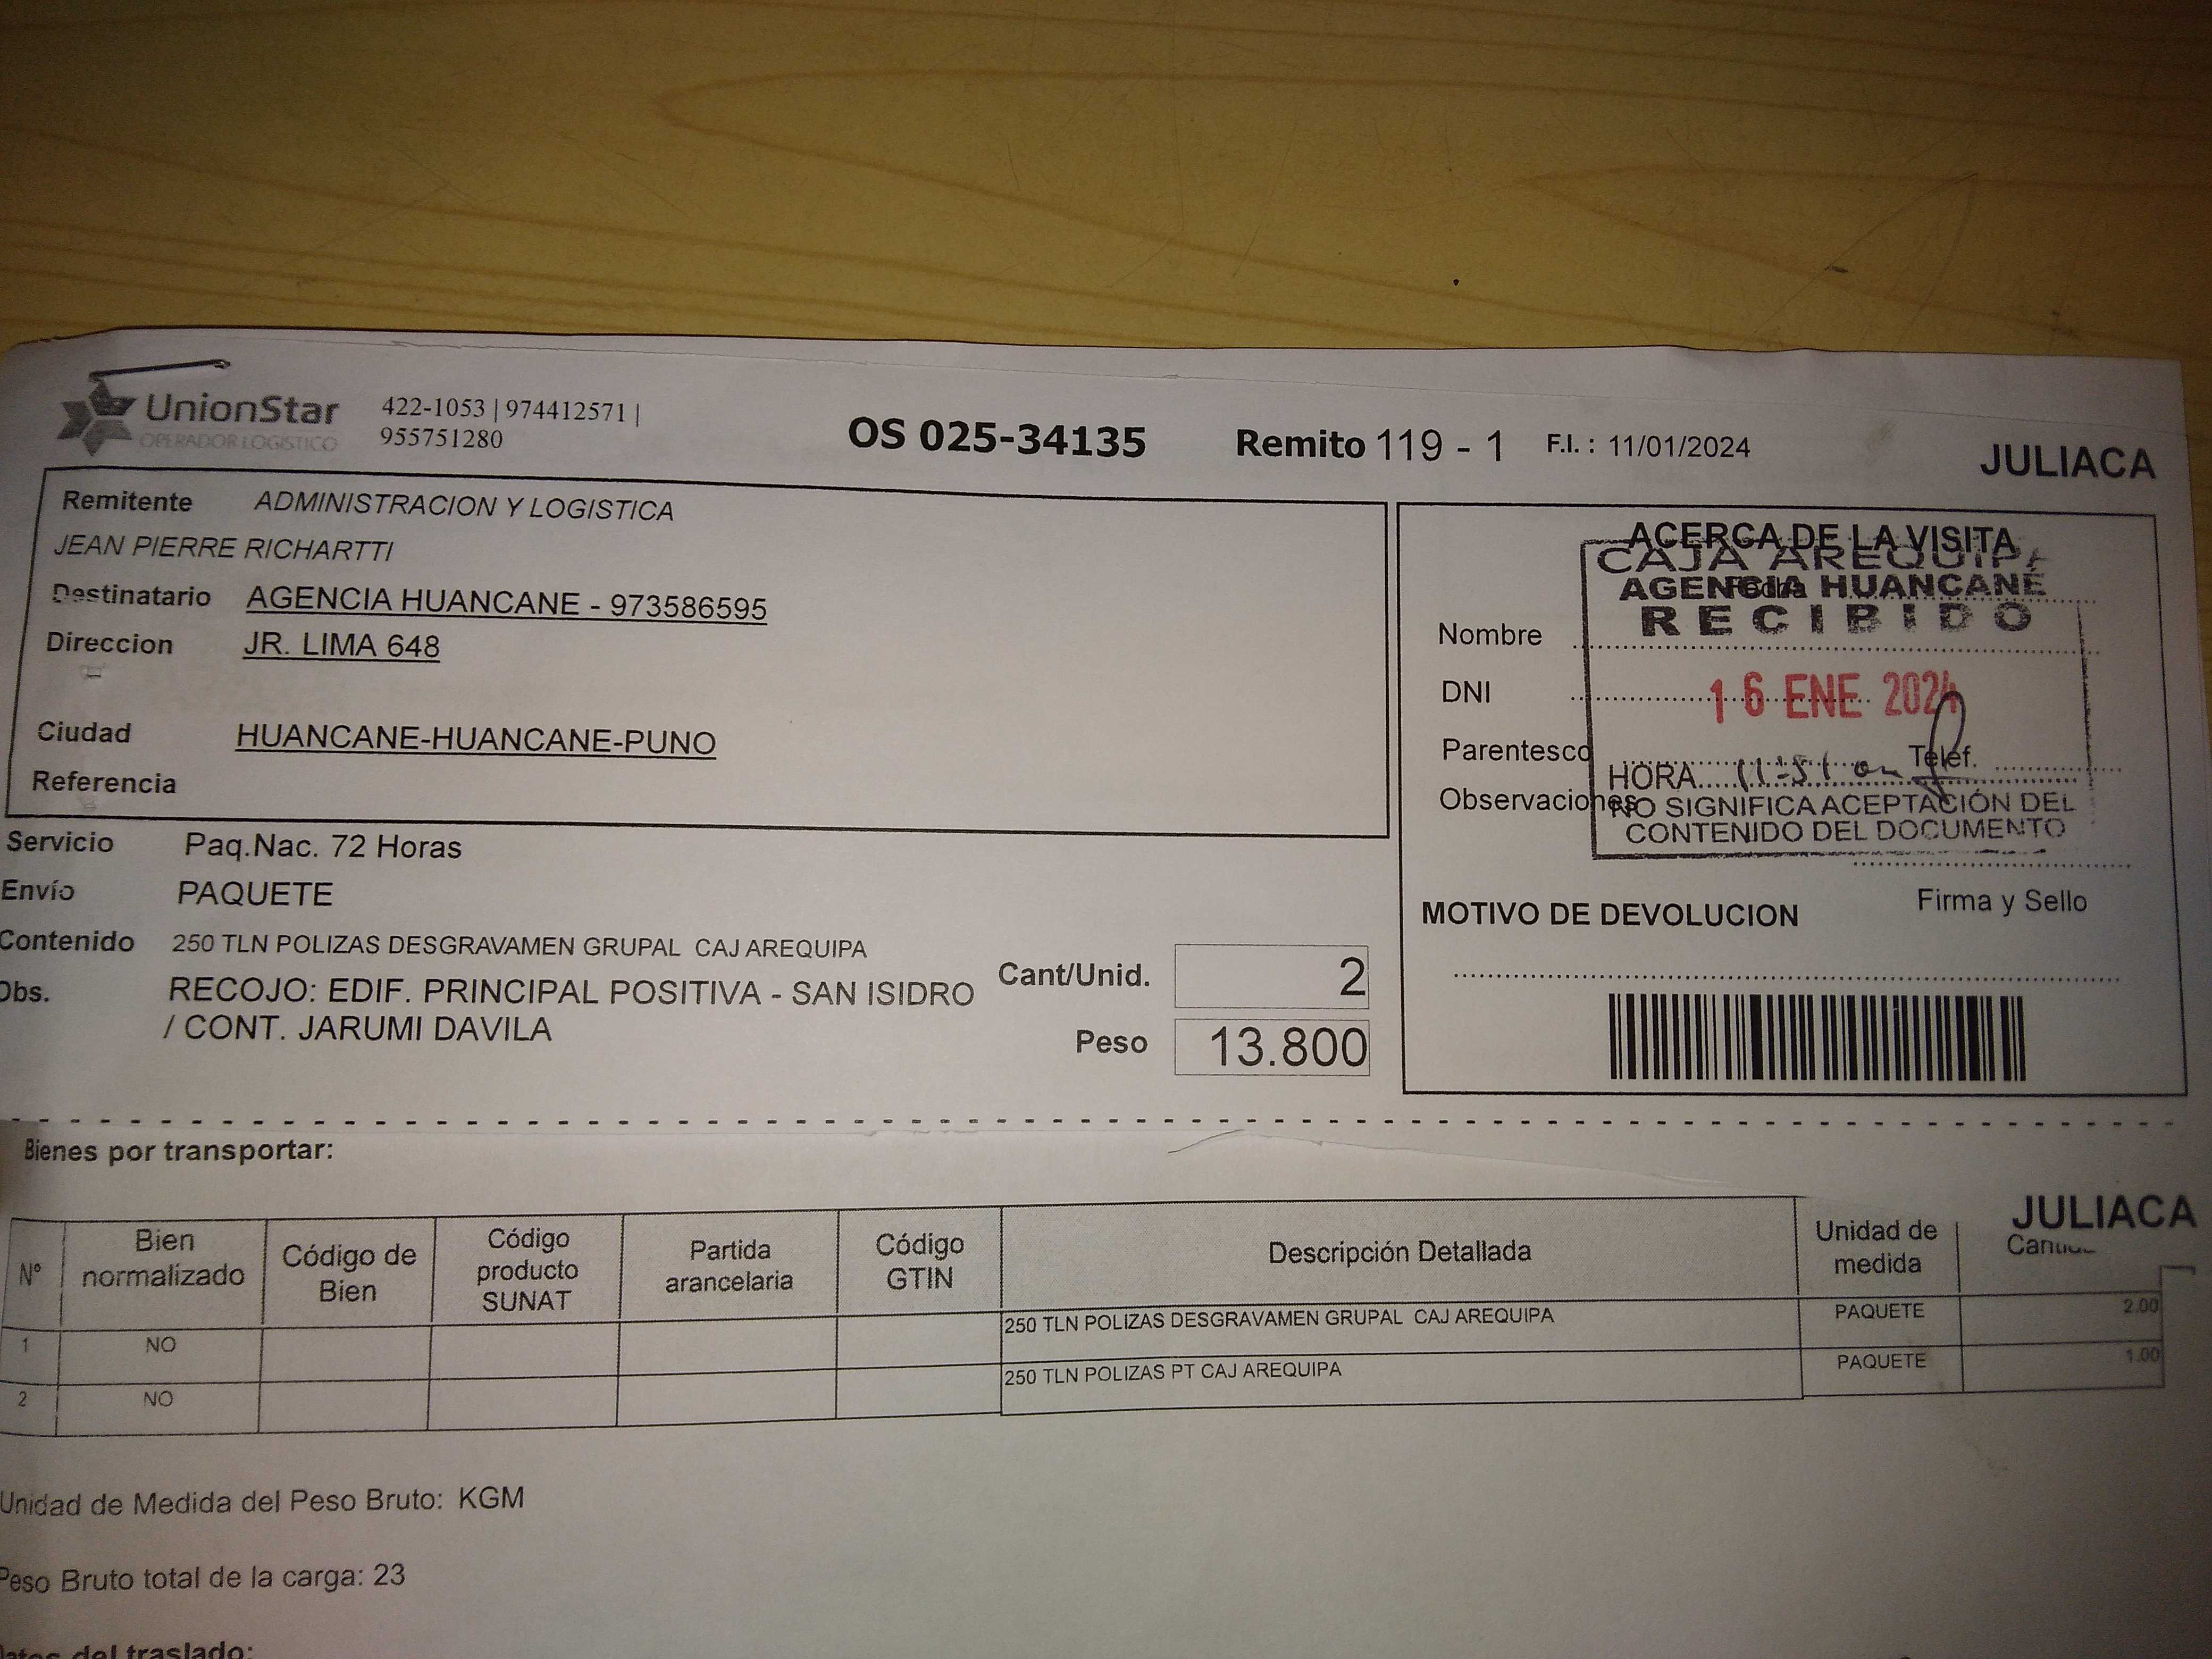 UnionStar
OPERADOR LOGISTICO
422-1053 | 974412571 |
955751280
OS 025-34135
Remito 119 - 1
F.I. : 11/01/2024
JULIACA
Remitente ADMINISTRACION Y LOGISTICA
JEAN PIERRE RICHARTTI
Destinatario AGENCIA HUANCANE - 973586595
Direccion JR. LIMA 648
Ciudad HUANCANE-HUANCANE-PUNO
Referencia
ACERCA DE LA VISITA
Fecha
Nombre
DNI
Parentesco
Telef.
Observaciones
CAJA AREQUIPA
AGENCIA HUANCANÉ
RECIBIDO
16 ENE 2024
HORA
NO SIGNIFICA ACEPTACIÓN DEL
CONTENIDO DEL DOCUMENTO
Firma y Sello
MOTIVO DE DEVOLUCION
Servicio Paq.Nac. 72 Horas
Envío PAQUETE
Contenido 250 TLN POLIZAS DESGRAVAMEN GRUPAL CAJ AREQUIPA
Obs. RECOJO: EDIF. PRINCIPAL POSITIVA - SAN ISIDRO
/ CONT. JARUMI DAVILA
Cant/Unid. 2
Peso 13.800
Bienes por transportar:
JULIACA
Nº
Bien
normalizado
Código de
Bien
Código
producto
SUNAT
Partida
arancelaria
Código
GTIN
Descripción Detallada
Unidad de
medida
1 NO 250 TLN POLIZAS DESGRAVAMEN GRUPAL CAJ AREQUIPA PAQUETE 2.00
2 NO 250 TLN POLIZAS PT CAJ AREQUIPA PAQUETE 1.00
Unidad de Medida del Peso Bruto: KGM
Peso Bruto total de la carga: 23
del traslado: